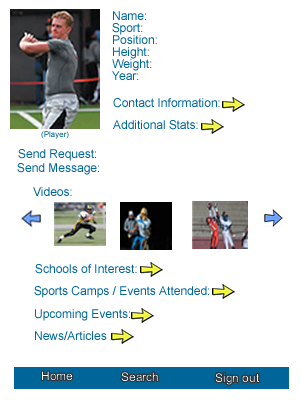 Name:
Sport:
Position:
Height:
Weight:
Year:
Contact Information:
Additional Stats:
(Player)
Send Request:
Send Message:
Videos:
Schools of Interest:
Sports Camps / Events Attended:
Upcoming Events:
News/Articles
Home Search Sign out